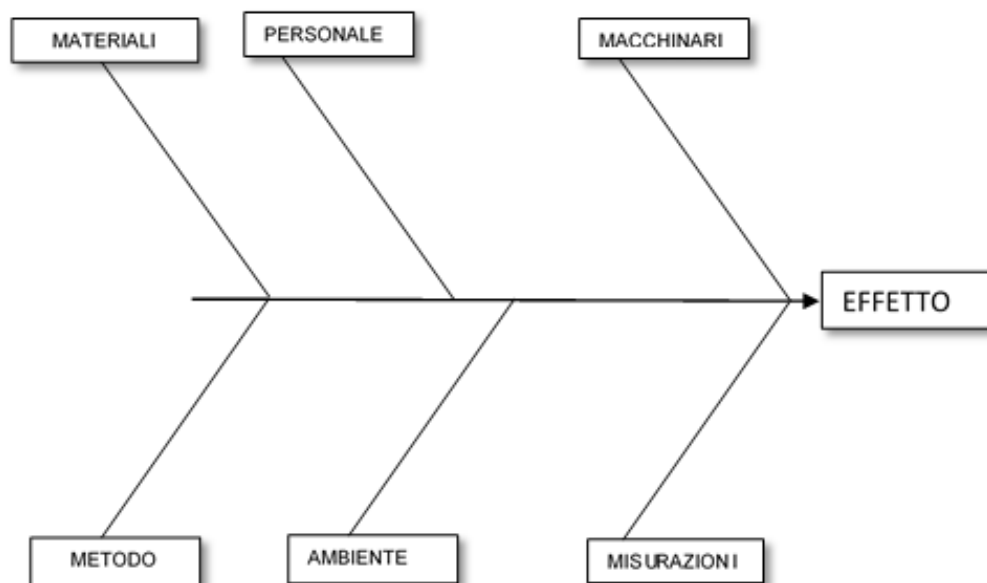 MATERIALI
PERSONALE
MACCHINARI
EFFETTO
METODO
AMBIENTE
MISURAZIONI